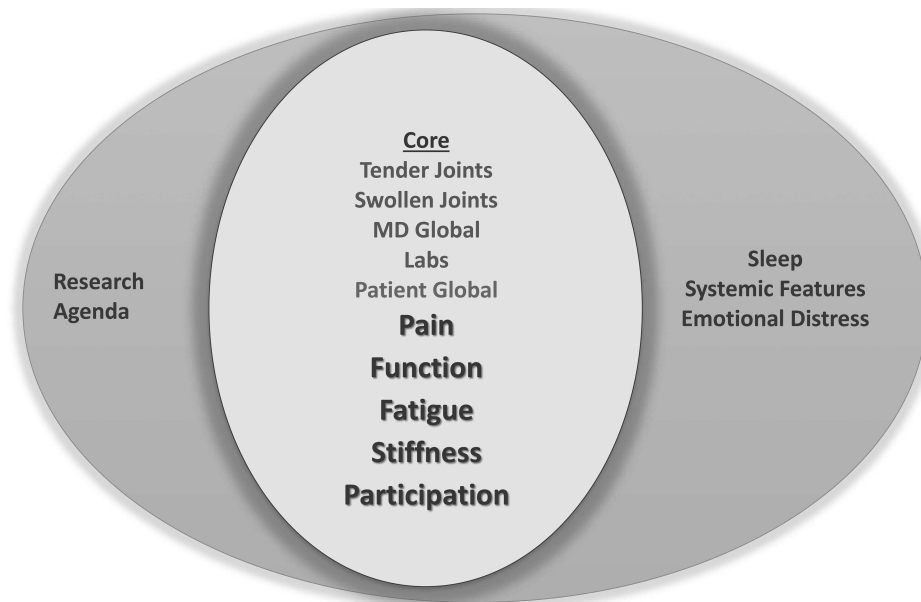 Core
Tender Joints
Swollen Joints
MD Global
Labs
Patient Global
Pain
Function
Fatigue
Stiffness
Participation
Research
Agenda
Sleep
Systemic Features
Emotional Distress